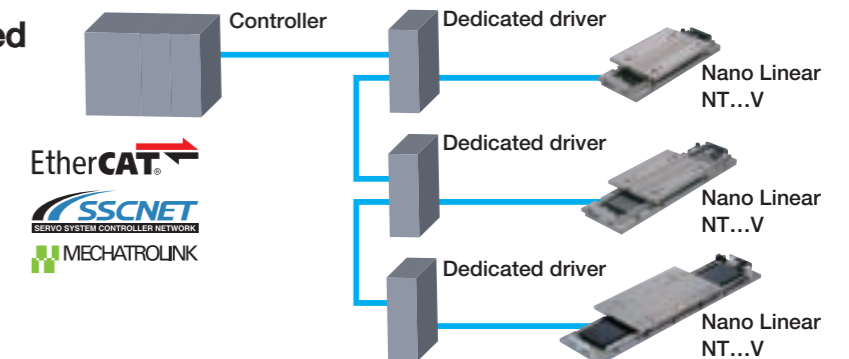 ed
Controller
Dedicated driver
Nano Linear
NT...V
EtherCAT®
Dedicated driver
SSCNET
SERVO SYSTEM CONTROLLER NETWORK
Nano Linear
NT...V
MECHATROLINK
Dedicated driver
Nano Linear
NT...V